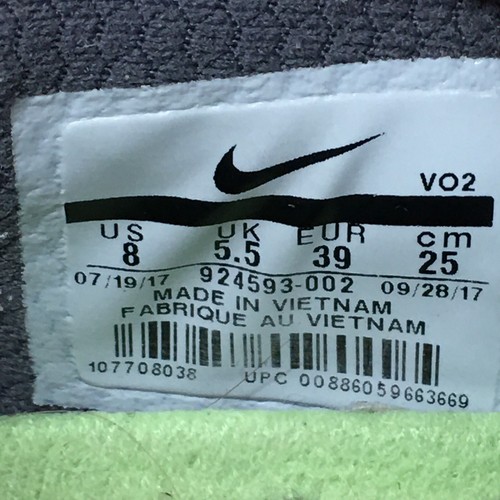 VO2
US UK EUR cm
8 5.5 39 25
07/19/17 924593-002 09/28/17
MADE IN VIETNAM
FABRIQUE AU VIETNAM
107708038 UPC 00886059663669